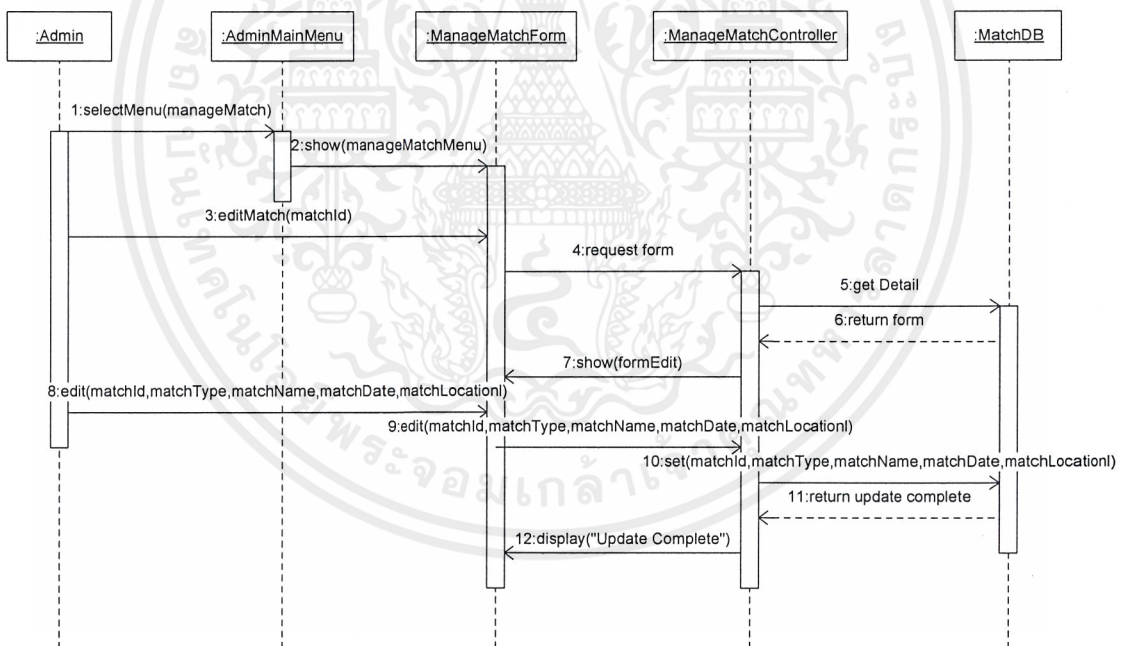 :Admin
:AdminMainMenu
:ManageMatchForm
:ManageMatchController
:MatchDB
1:selectMenu(manageMatch)
2:show(manageMatchMenu)
3:editMatch(matchId)
4:request form
5:get Detail
6:return form
7:show(formEdit)
8:edit(matchId,matchType,matchName,matchDate,matchLocationl)
9:edit(matchId,matchType,matchName,matchDate,matchLocationl)
10:set(matchId,matchType,matchName,matchDate,matchLocationl)
11:return update complete
12:display("Update Complete")